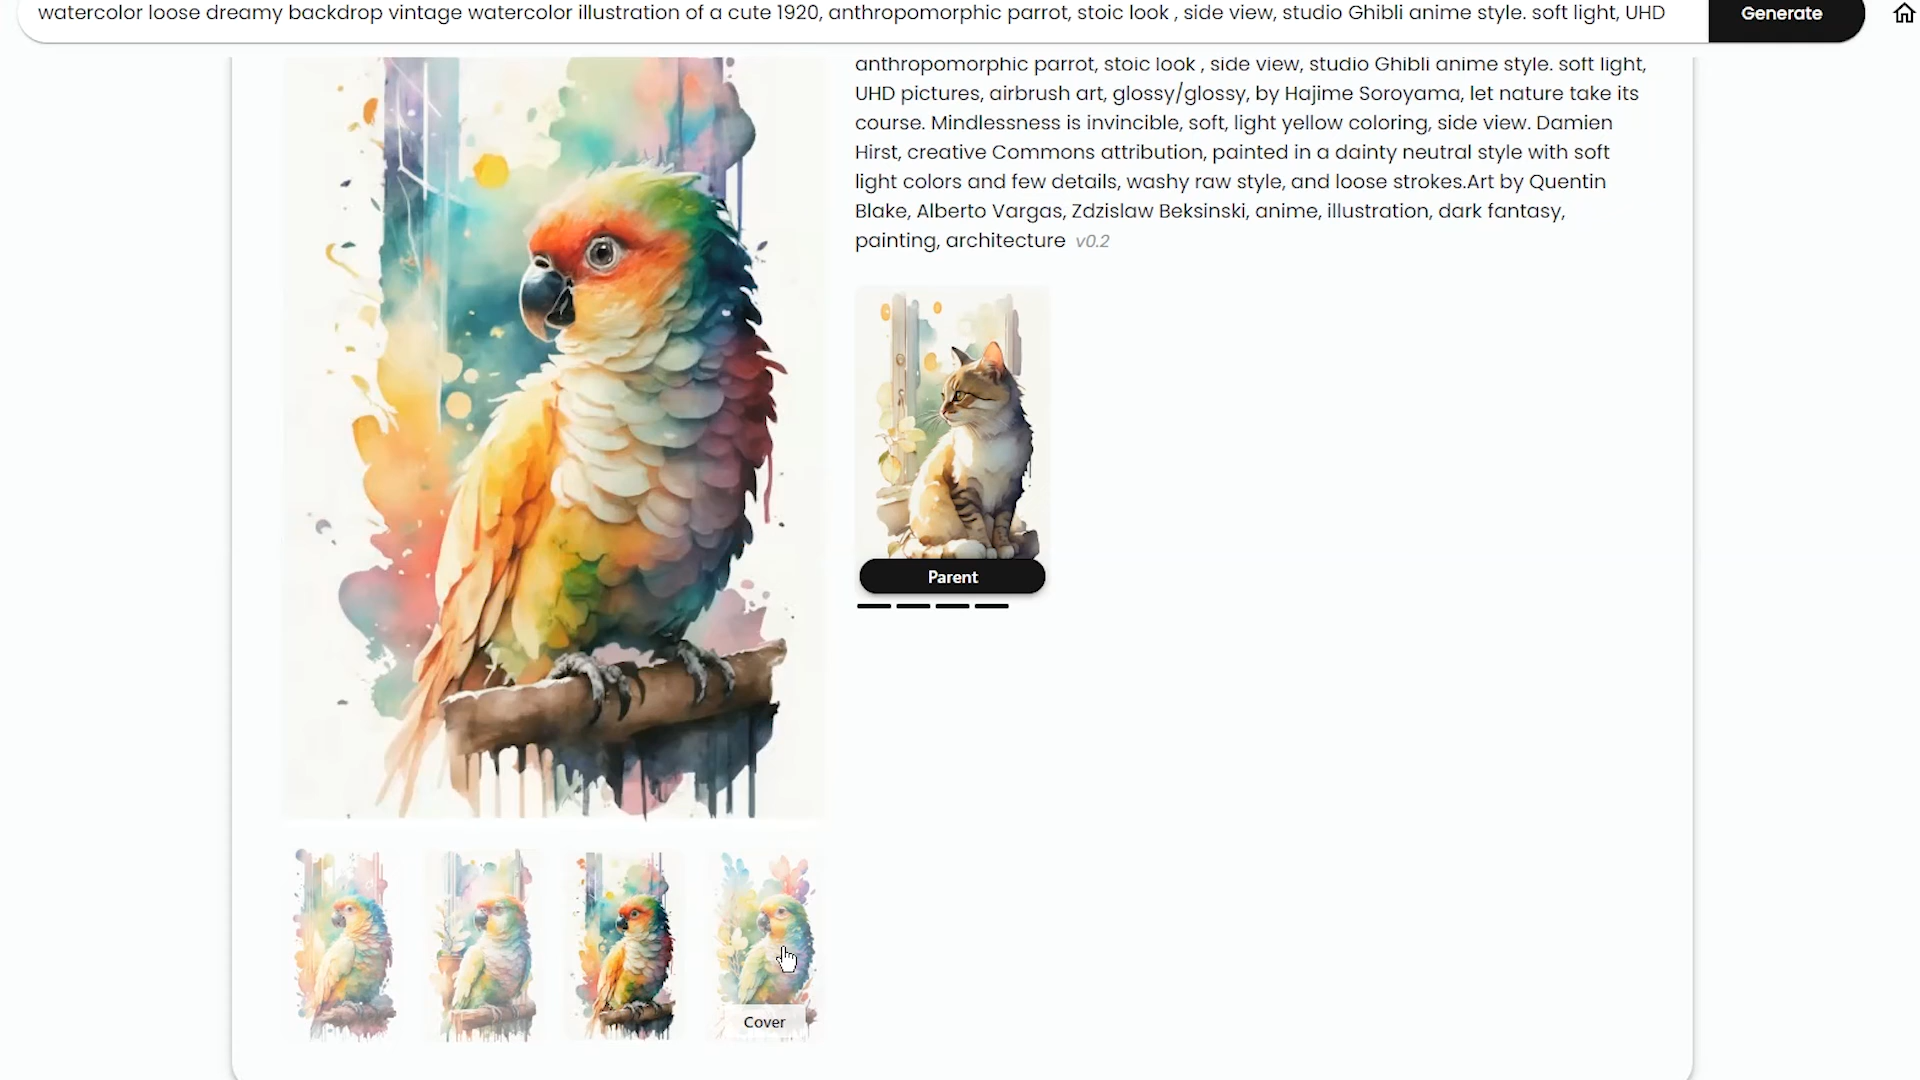 watercolor loose dreamy backdrop vintage watercolor illustration of a cute 1920, anthropomorphic parrot, stoic look , side view, studio Ghibli anime style. soft light, UHD
Generate
anthropomorphic parrot, stoic look , side view, studio Ghibli anime style. soft light,
UHD pictures, airbrush art, glossy/glossy, by Hajime Soroyama, let nature take its
course. Mindlessness is invincible, soft, light yellow coloring, side view. Damien
Hirst, creative Commons attribution, painted in a dainty neutral style with soft
light colors and few details, washy raw style, and loose strokes.Art by Quentin
Blake, Alberto Vargas, Zdzislaw Beksinski, anime, illustration, dark fantasy,
painting, architecture v0.2
Parent
Cover